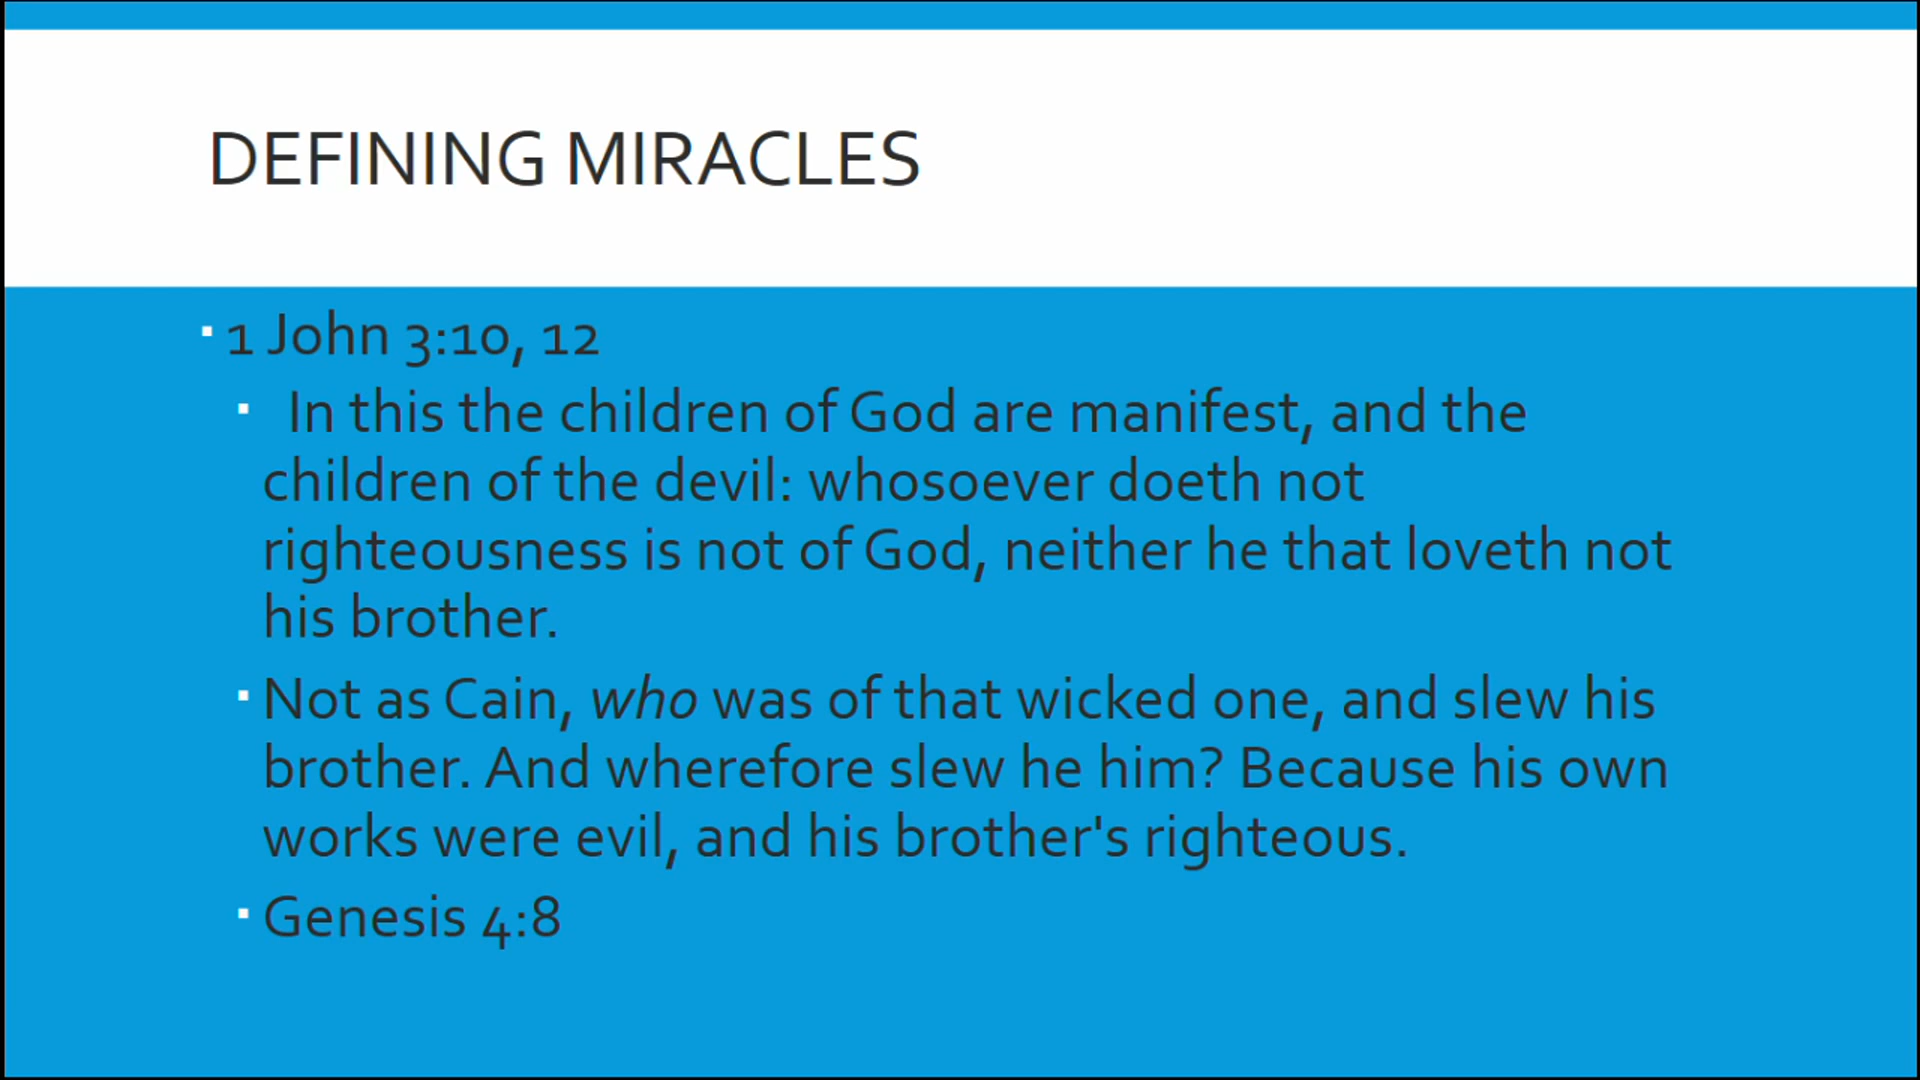 DEFINING MIRACLES
1 John 3:10, 12
In this the children of God are manifest, and the
children of the devil: whosoever doeth not
righteousness is not of God, neither he that loveth not
his brother.
Not as Cain, who was of that wicked one, and slew his
brother. And wherefore slew he him? Because his own
works were evil, and his brother's righteous.
Genesis 4:8